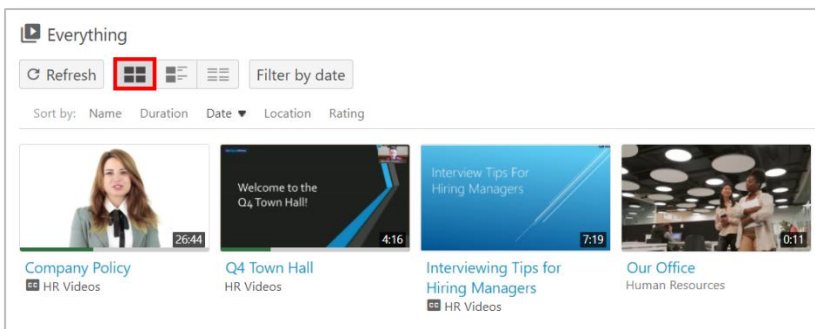 Everything
Refresh
Filter by date
Sort by: Name Duration Date Location Rating
Welcome to the
Q4 Town Hall!
Interview Tips For
Hiring Managers
26:44
4:16
7:19
0:11
Company Policy
CC HR Videos
Q4 Town Hall
HR Videos
Interviewing Tips for
Hiring Managers
CC HR Videos
Our Office
Human Resources